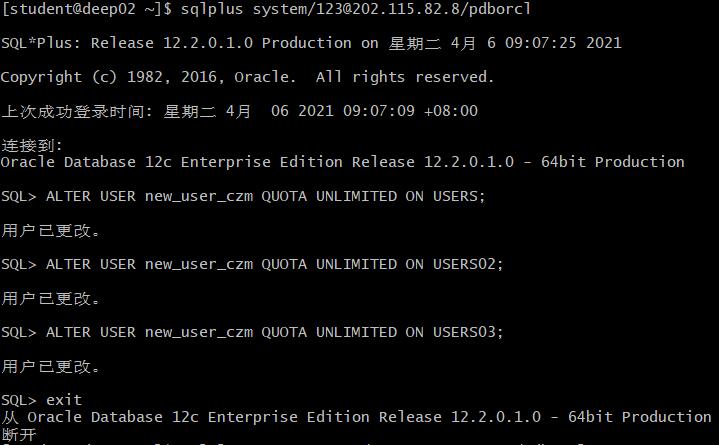 [student@deep02 ~]$ sqlplus system/123@202.115.82.8/pdborcl
SQL*Plus: Release 12.2.0.1.0 Production on 星期二 4月 6 09:07:25 2021
Copyright (c) 1982, 2016, Oracle.  All rights reserved.
上次成功登录时间: 星期二 4月  06 2021 09:07:09 +08:00
连接到:
Oracle Database 12c Enterprise Edition Release 12.2.0.1.0 - 64bit Production
SQL> ALTER USER new_user_czm QUOTA UNLIMITED ON USERS;
用户已更改。
SQL> ALTER USER new_user_czm QUOTA UNLIMITED ON USERS02;
用户已更改。
SQL> ALTER USER new_user_czm QUOTA UNLIMITED ON USERS03;
用户已更改。
SQL> exit
从 Oracle Database 12c Enterprise Edition Release 12.2.0.1.0 - 64bit Production
断开